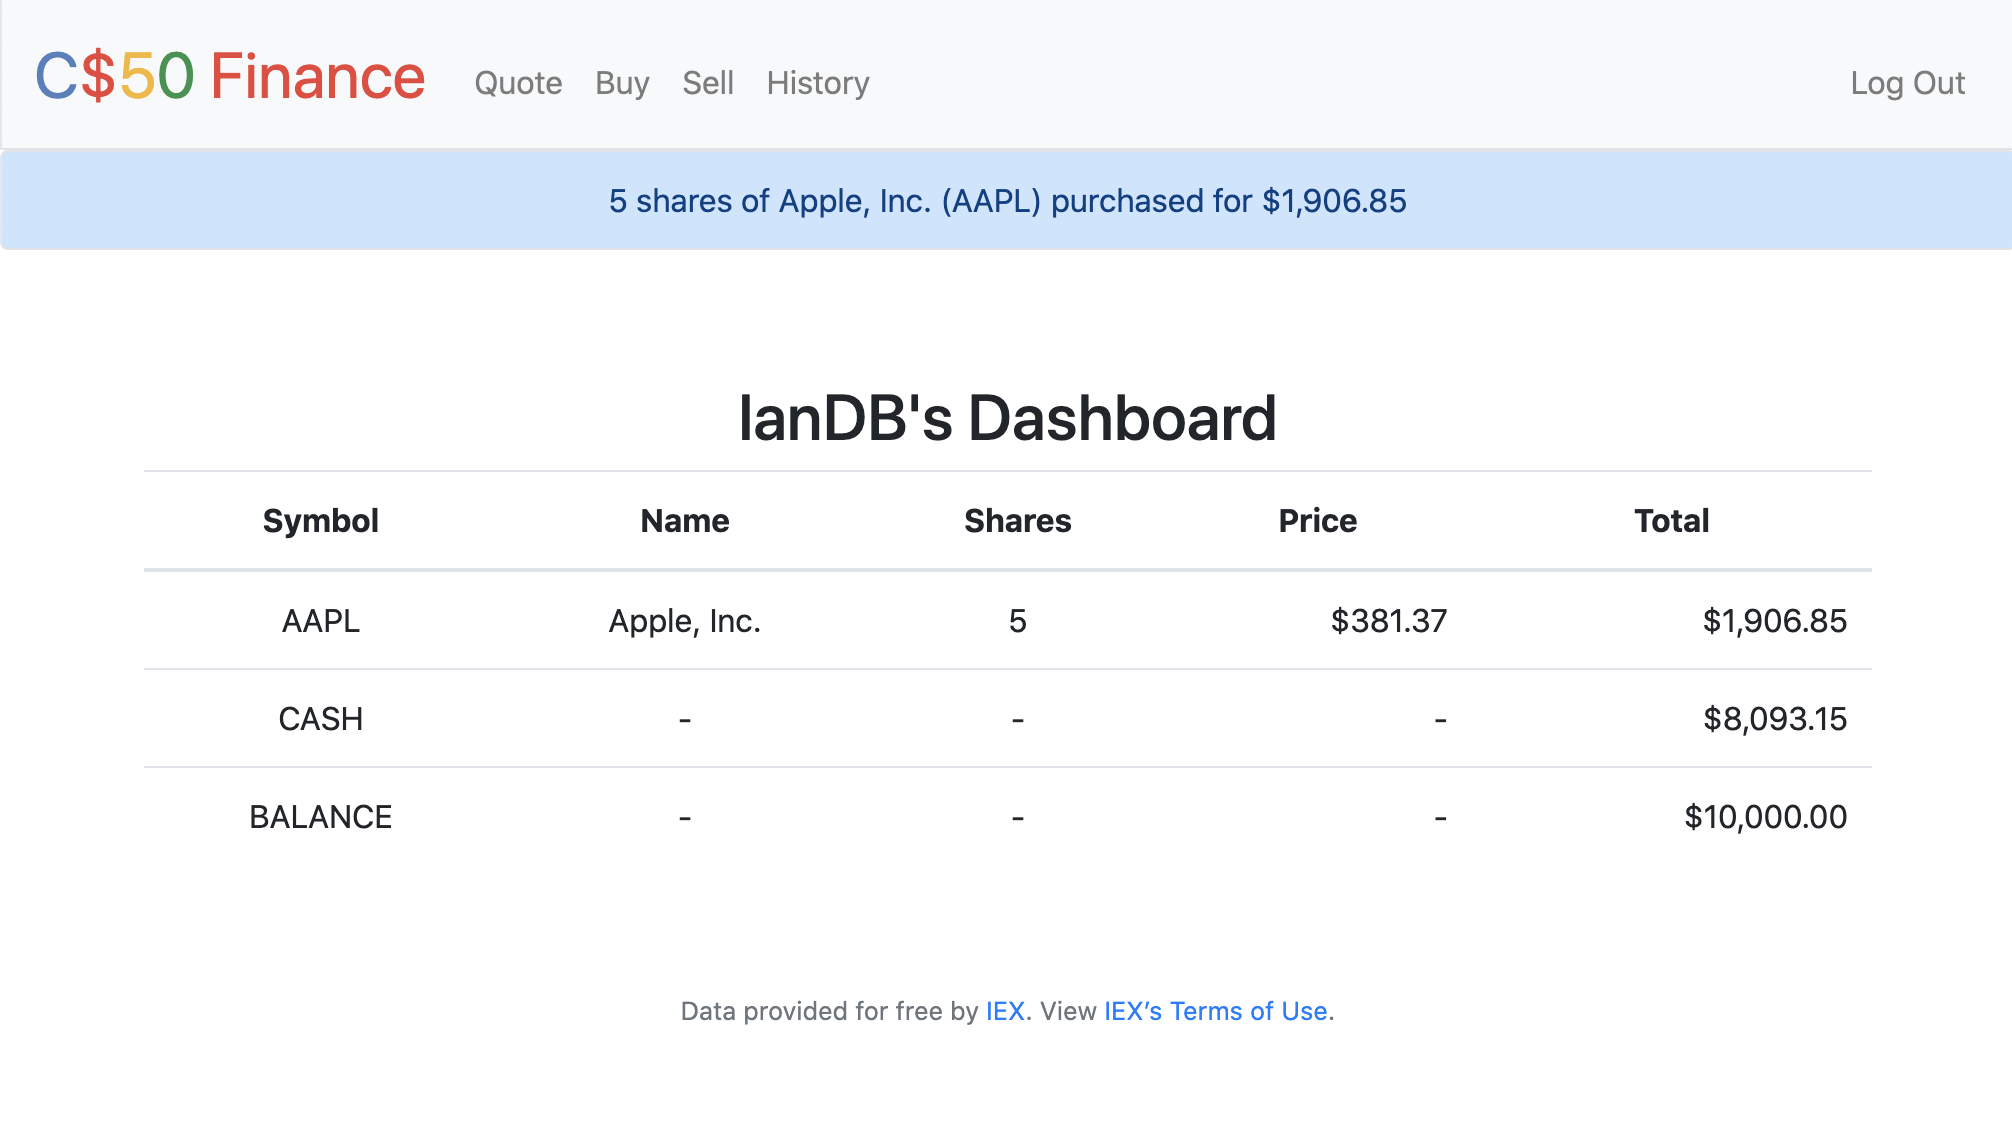 C$50 Finance Quote Buy Sell History Log Out
5 shares of Apple, Inc. (AAPL) purchased for $1,906.85
IanDB's Dashboard
Symbol Name Shares Price Total
AAPL Apple, Inc. 5 $381.37 $1,906.85
CASH - - - $8,093.15
BALANCE - - - $10,000.00
Data provided for free by IEX. View IEX’s Terms of Use.